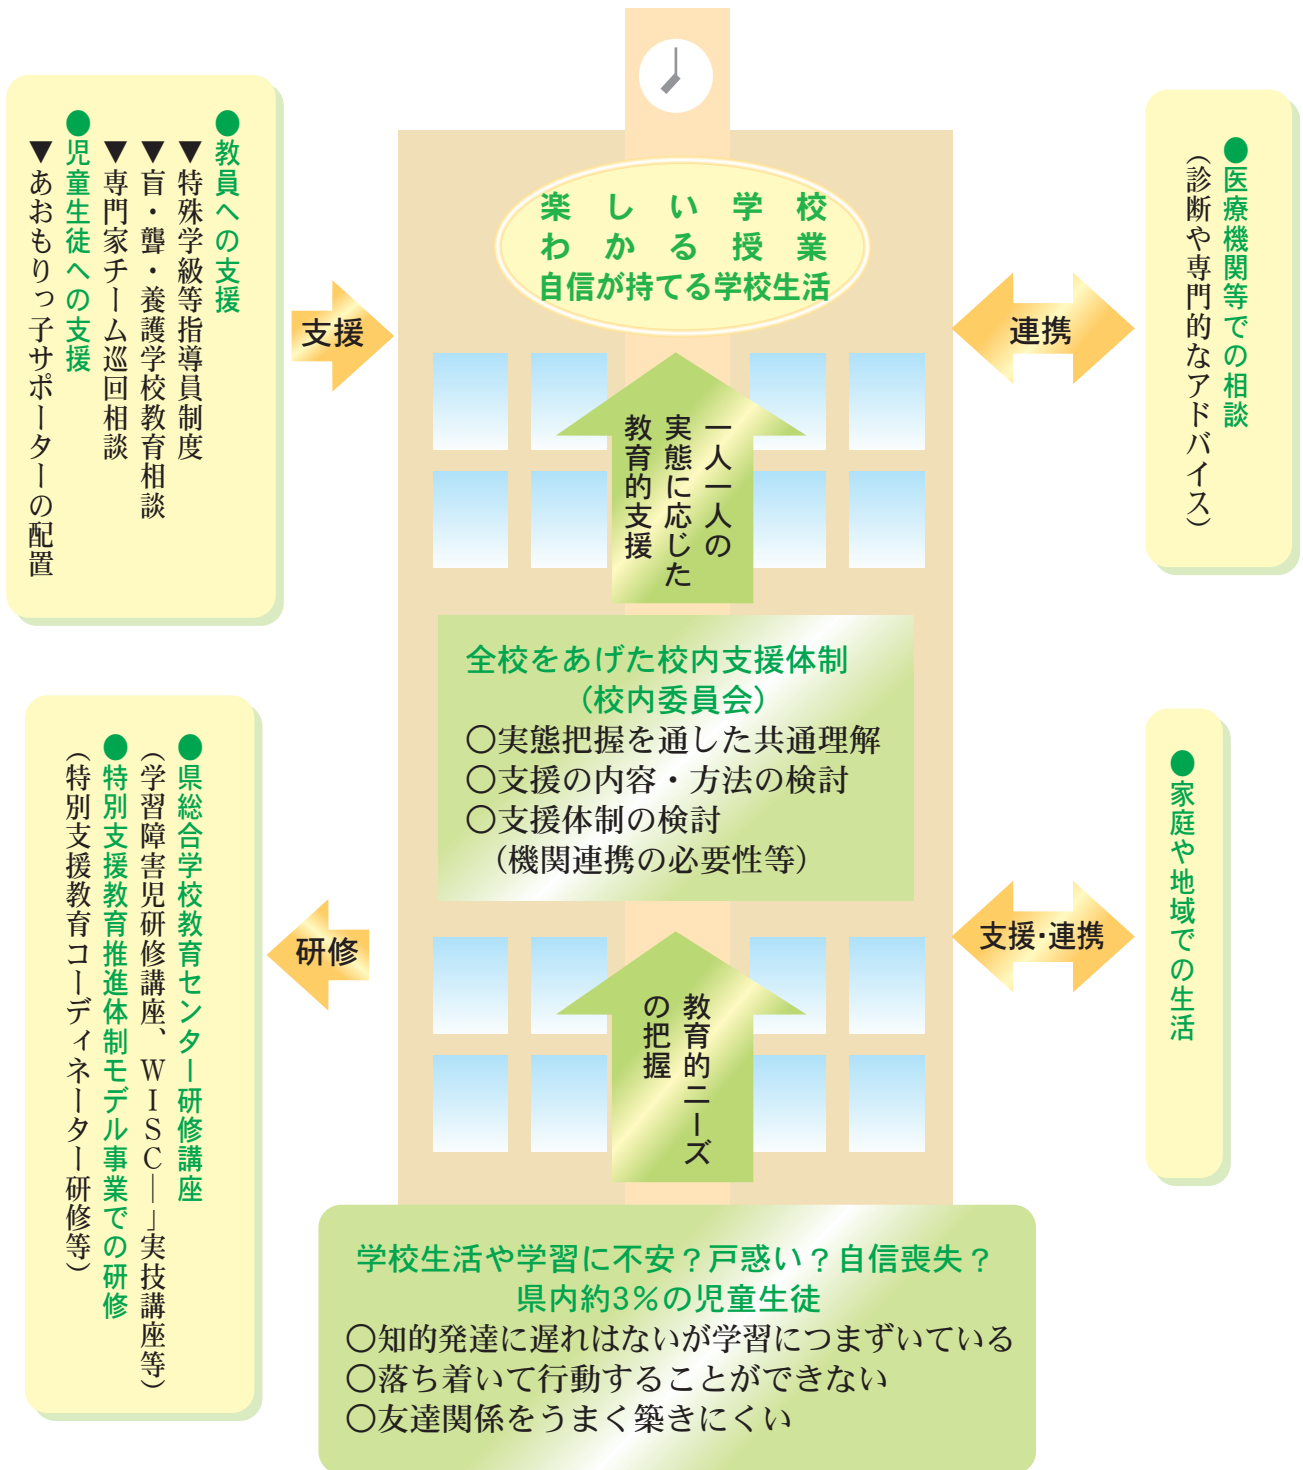 楽しい学校
わかる授業
自信が持てる学校生活
●教員への支援
▼特殊学級等指導員制度
▼盲・聾・養護学校教育相談
▼専門家チーム巡回相談
●児童生徒への支援
▼あおもりっ子サポーターの配置
支援
●医療機関等での相談
（診断や専門的なアドバイス）
連携
一人一人の
実態に応じた
教育的支援
全校をあげた校内支援体制
（校内委員会）
○実態把握を通した共通理解
○支援の内容・方法の検討
○支援体制の検討
（機関連携の必要性等）
●県総合学校教育センター研修講座
（学習障害児研修講座、WISC―」実技講座等）
●特別支援教育推進体制モデル事業での研修
（特別支援教育コーディネーター研修等）
研修
●家庭や地域での生活
支援・連携
教育的ニーズ
の把握
学校生活や学習に不安？戸惑い？自信喪失？
県内約3％の児童生徒
○知的発達に遅れはないが学習につまずいている
○落ち着いて行動することができない
○友達関係をうまく築きにくい